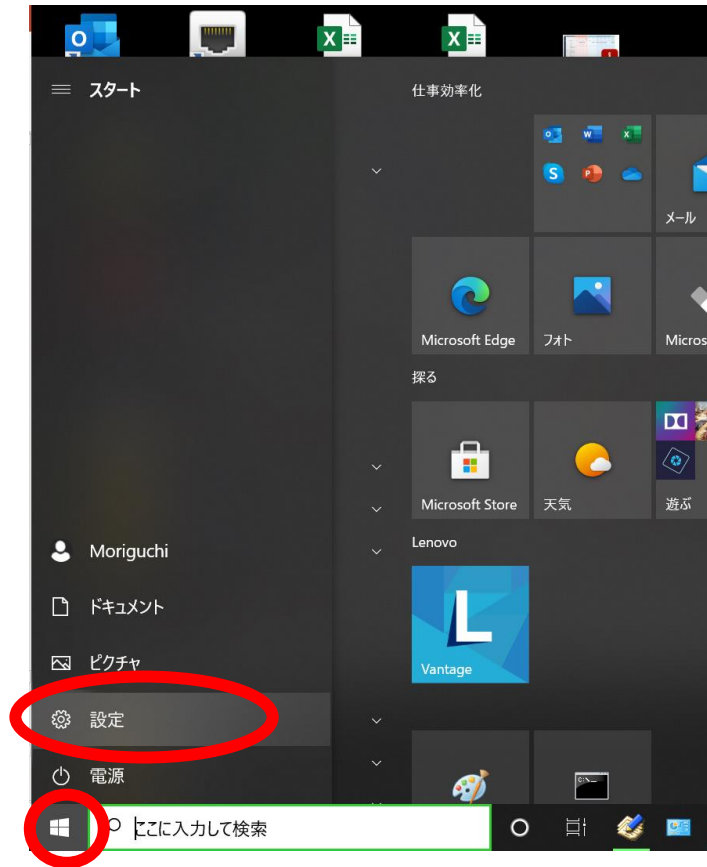 スタート
仕事効率化
メール
Microsoft Edge
フォト
Micros
探る
Microsoft Store
天気
遊ぶ
Moriguchi
Lenovo
ドキュメント
L
Vantage
ピクチャ
設定
電源
ここに入力して検索